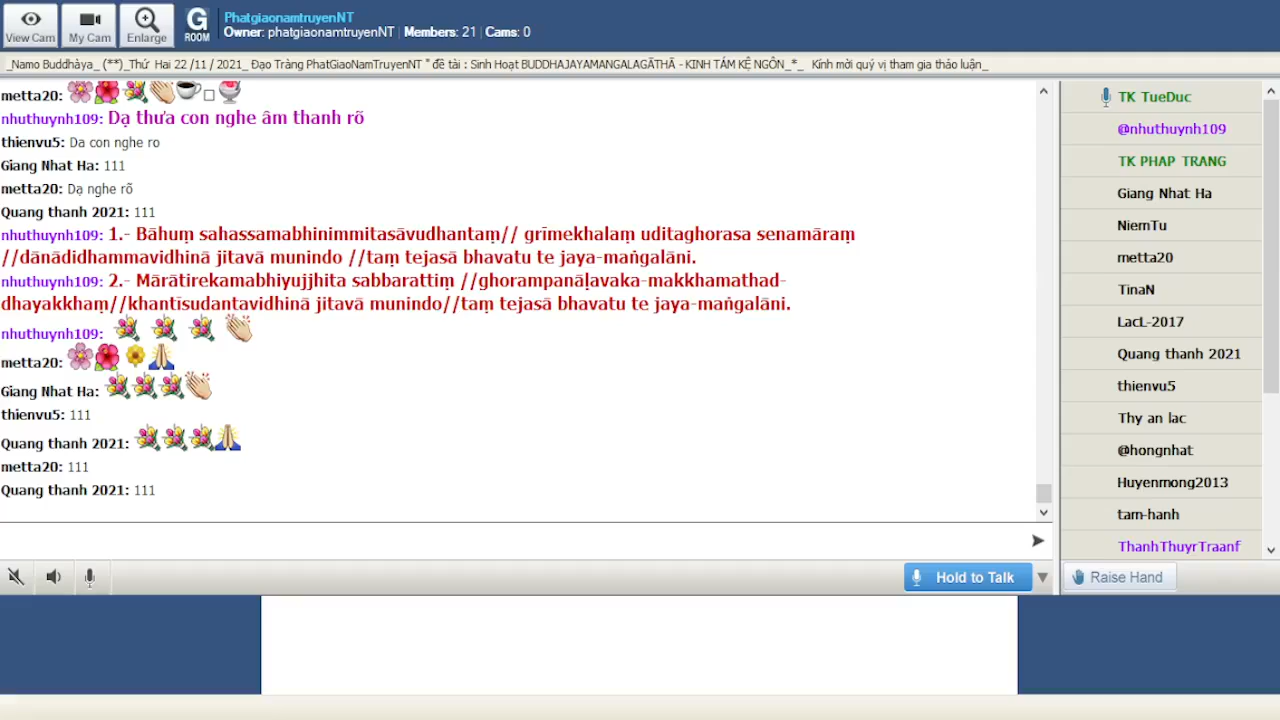 View Cam
My Cam
Enlarge
G
ROOM
PhatgiaonamtruyenNT
Owner: phatgiaonamtruyenNT | Members: 21 | Cams: 0
_Namo Buddhàya_ (**)_Thứ Hai 22 /11 / 2021_ Đạo Tràng PhatGiaoNamTruyenNT " đề tài : Sinh Hoạt BUDDHAJAYAMANGALAGĀTHĀ - KINH TÁM KỆ NGÔN_*_ Kính mời quý vị tham gia thảo luận_
metta20:
nhuthuynh109: Dạ thưa con nghe âm thanh rõ
thienvu5: Da con nghe ro
Giang Nhat Ha: 111
metta20: Dạ nghe rõ
Quang thanh 2021: 111
nhuthuynh109: 1.- Bāhuṃ sahassamabhinimmitasāvudhantaṃ// grīmekhalaṃ uditaghorasa senamāraṃ
//dānādidhammavidhinā jitavā munindo //taṃ tejasā bhavatu te jaya-maṅgalāni.
nhuthuynh109: 2.- Mārātirekamabhiyujjhita sabbarattiṃ //ghorampanāḷavaka-makkhamathad-
dhayakkhaṃ//khantīsudantavidhinā jitavā munindo//taṃ tejasā bhavatu te jaya-maṅgalāni.
nhuthuynh109:
metta20:
Giang Nhat Ha:
thienvu5: 111
Quang thanh 2021:
metta20: 111
Quang thanh 2021: 111
Hold to Talk
TK TueDuc
@nhuthuynh109
TK PHAP TRANG
Giang Nhat Ha
NiemTu
metta20
TinaN
LacL-2017
Quang thanh 2021
thienvu5
Thy an lac
@hongnhat
Huyenmong2013
tam-hanh
ThanhThuyrTraanf
Raise Hand